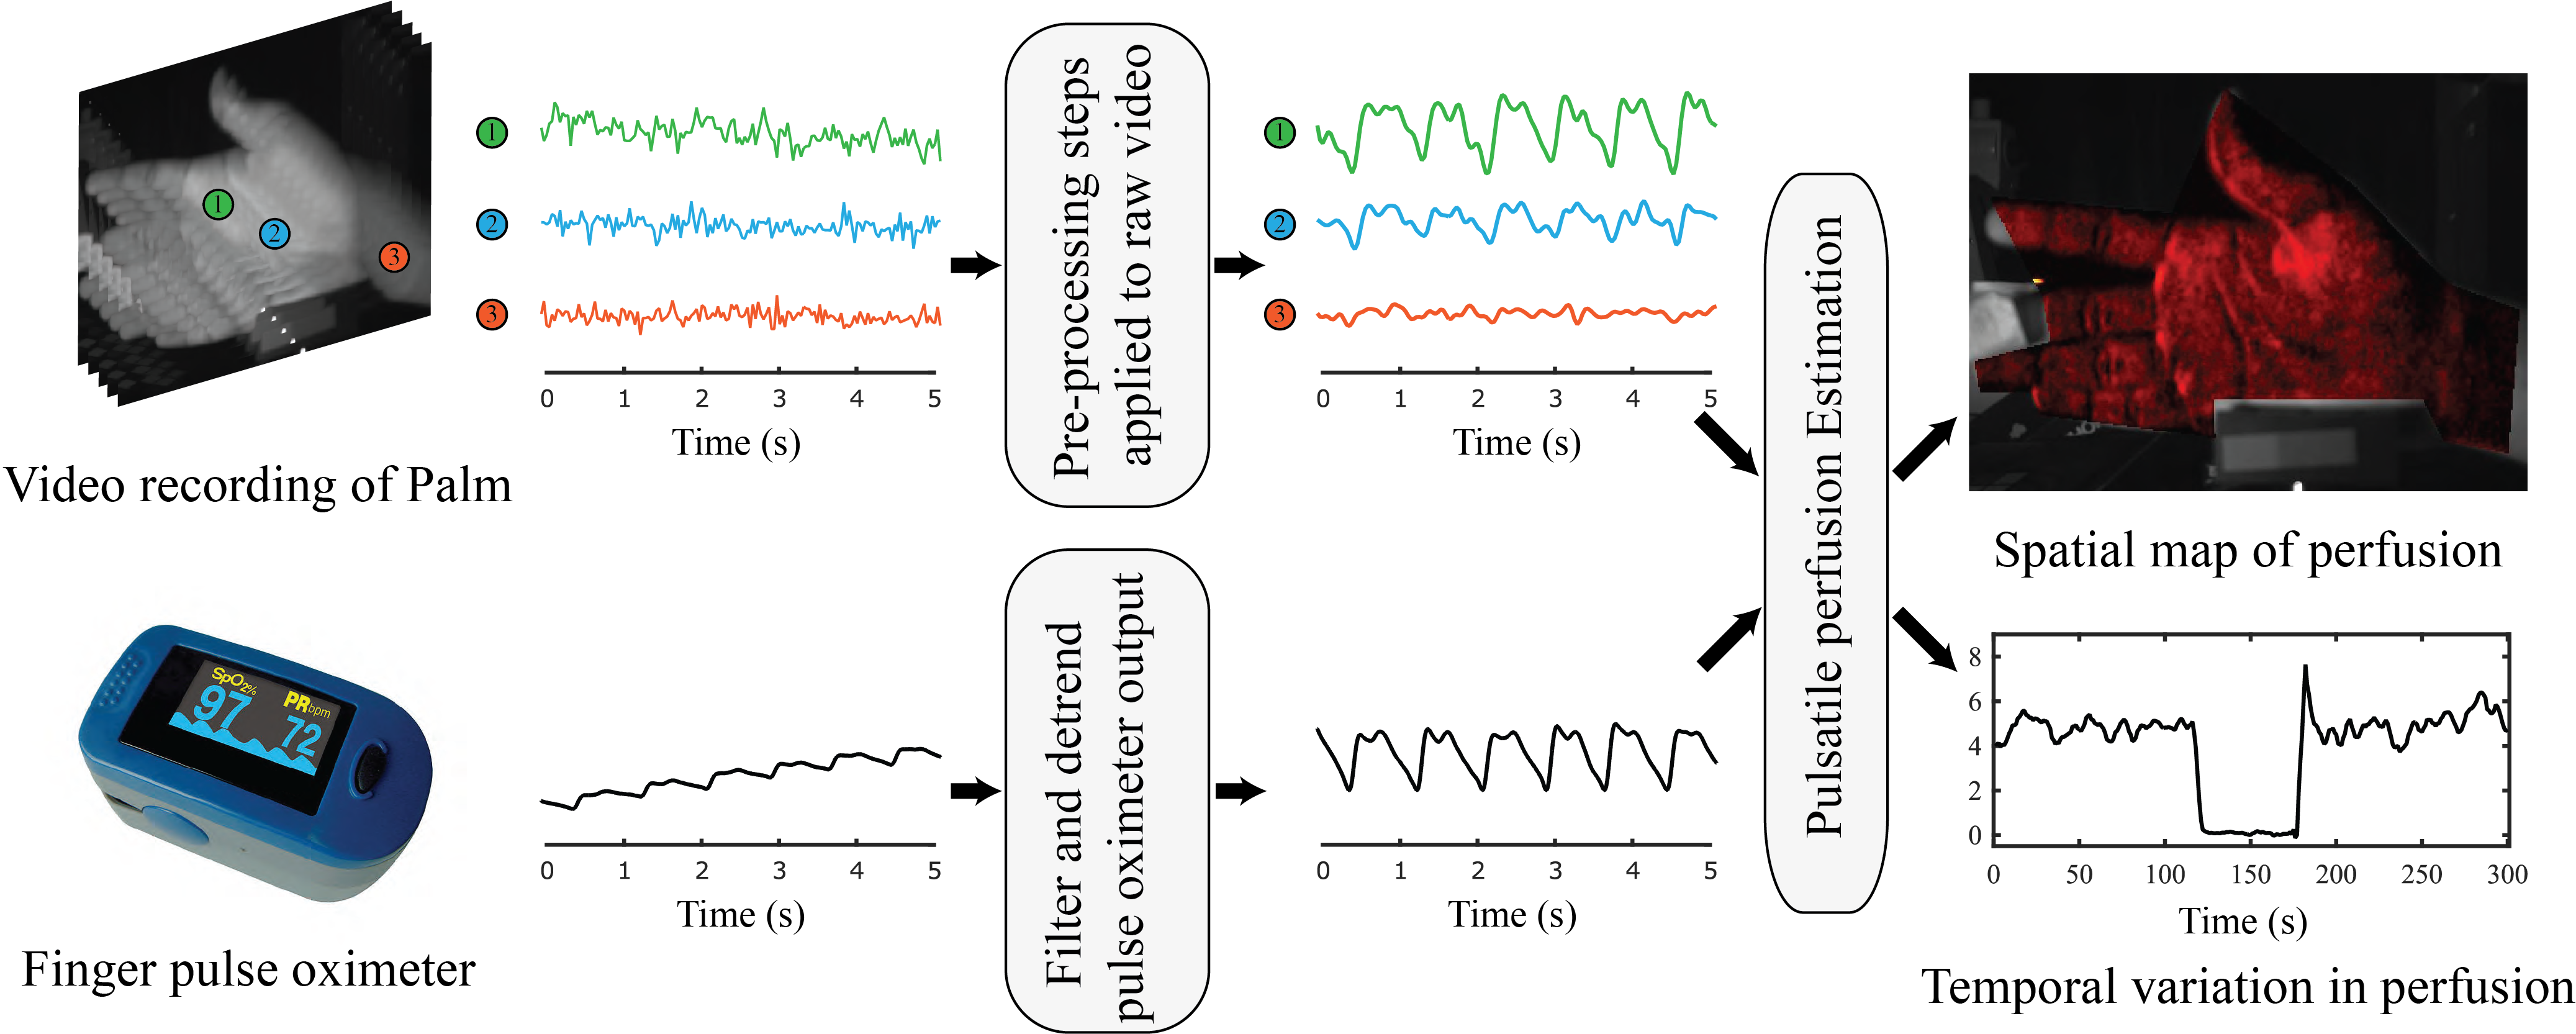 1
2
3
Video recording of Palm
1
2
3
0 1 2 3 4 5
Time (s)
Pre-processing steps
applied to raw video
1
2
3
0 1 2 3 4 5
Time (s)
Pulsatile perfusion Estimation
Spatial map of perfusion
SpO2%
97
PRbpm
72
Finger pulse oximeter
0 1 2 3 4 5
Time (s)
Filter and detrend
pulse oximeter output
0 1 2 3 4 5
Time (s)
8
6
4
2
0
0 50 100 150 200 250 300
Time (s)
Temporal variation in perfusion